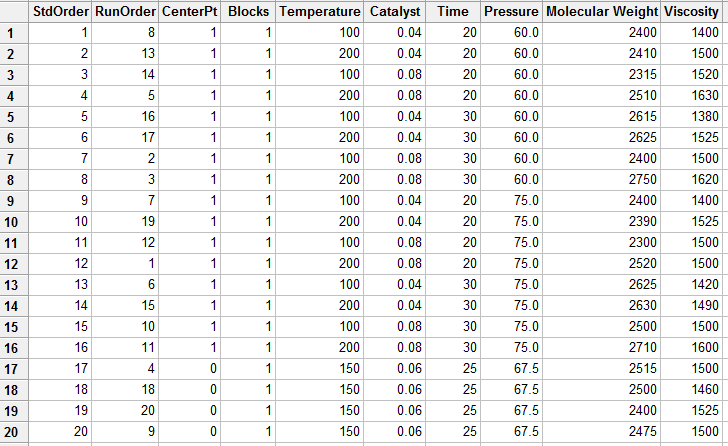 StdOrder RunOrder CenterPt Blocks Temperature Catalyst Time Pressure Molecular Weight Viscosity
1 1 8 1 1 100 0.04 20 60.0 2400 1400
2 2 13 1 1 200 0.04 20 60.0 2410 1500
3 3 14 1 1 100 0.08 20 60.0 2315 1520
4 4 5 1 1 200 0.08 20 60.0 2510 1630
5 5 16 1 1 100 0.04 30 60.0 2615 1380
6 6 17 1 1 200 0.04 30 60.0 2625 1525
7 7 2 1 1 100 0.08 30 60.0 2400 1500
8 8 3 1 1 200 0.08 30 60.0 2750 1620
9 9 7 1 1 100 0.04 20 75.0 2400 1400
10 10 19 1 1 200 0.04 20 75.0 2390 1525
11 11 12 1 1 100 0.08 20 75.0 2300 1500
12 12 1 1 1 200 0.08 20 75.0 2520 1500
13 13 6 1 1 100 0.04 30 75.0 2625 1420
14 14 15 1 1 200 0.04 30 75.0 2630 1490
15 15 10 1 1 100 0.08 30 75.0 2500 1500
16 16 11 1 1 200 0.08 30 75.0 2710 1600
17 17 4 0 1 150 0.06 25 67.5 2515 1500
18 18 18 0 1 150 0.06 25 67.5 2500 1460
19 19 20 0 1 150 0.06 25 67.5 2400 1525
20 20 9 0 1 150 0.06 25 67.5 2475 1500